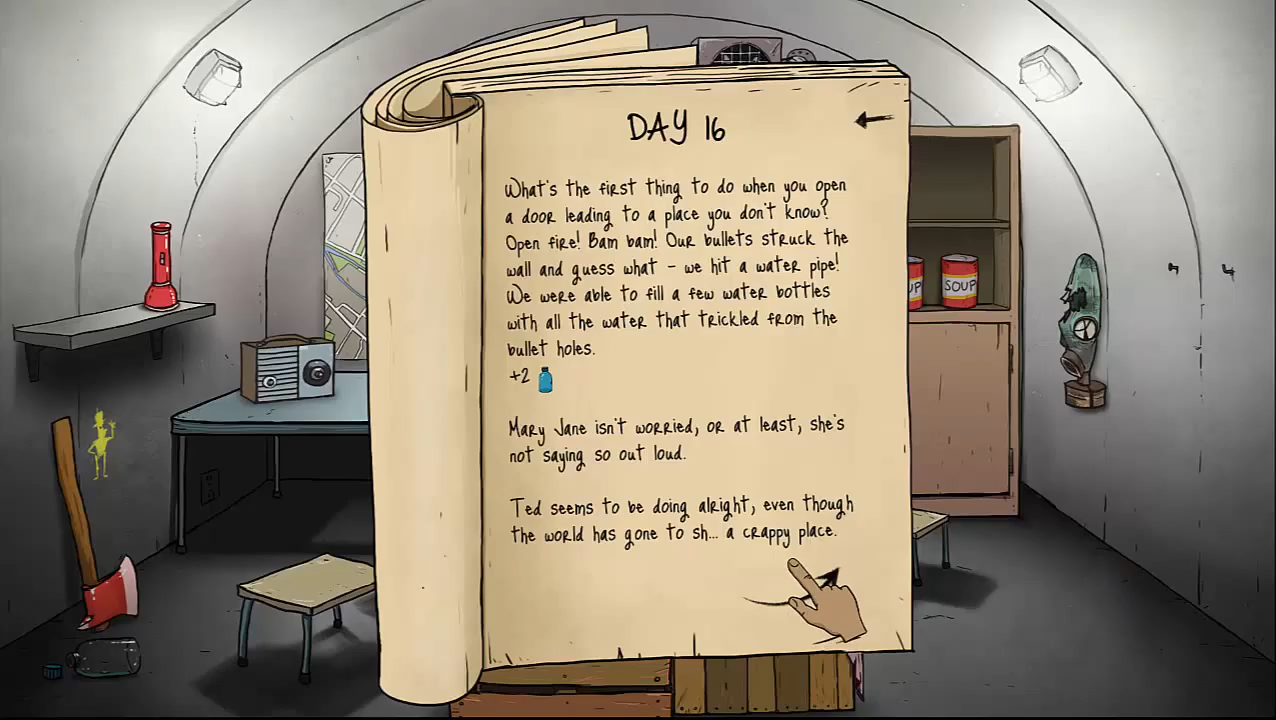 DAY 16
What's the first thing to do when you open
a door leading to a place you don't know?
Open fire! Bam bam! Our bullets struck the
wall and guess what - we hit a water pipe!
We were able to fill a few water bottles
with all the water that trickled from the
bullet holes.
+2
Mary Jane isn't worried, or at least, she's
not saying so out loud.
Ted seems to be doing alright, even though
the world has gone to sh... a crappy place.
UP
SOUP